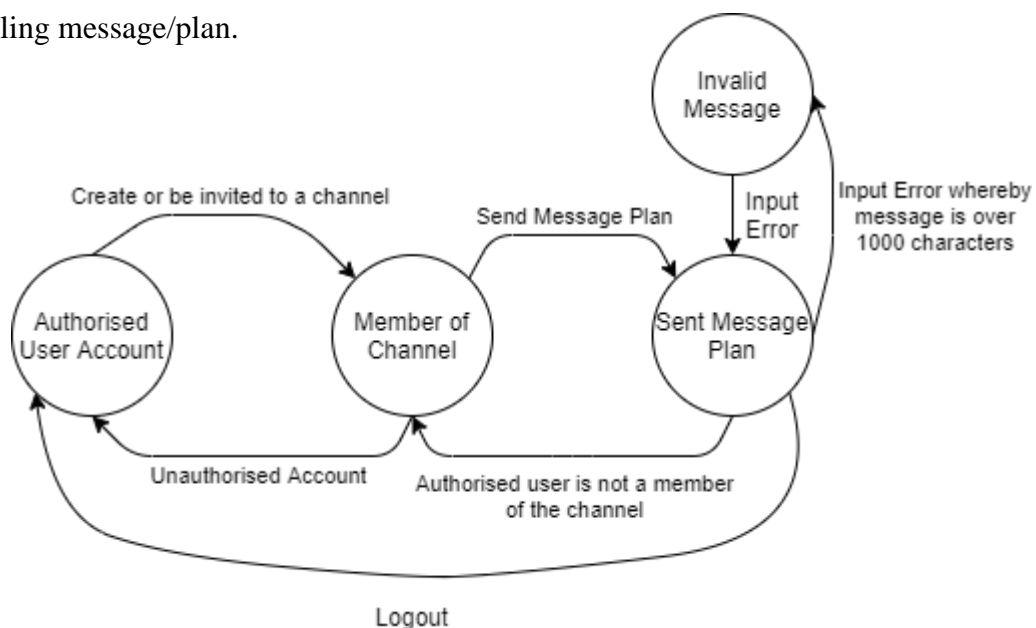 ling message/plan.
Invalid
Message
Create or be invited to a channel
Send Message Plan
Input
Error
Input Error whereby
message is over
1000 characters
Authorised
User Account
Member of
Channel
Sent Message
Plan
Unauthorised Account
Authorised user is not a member
of the channel
Logout